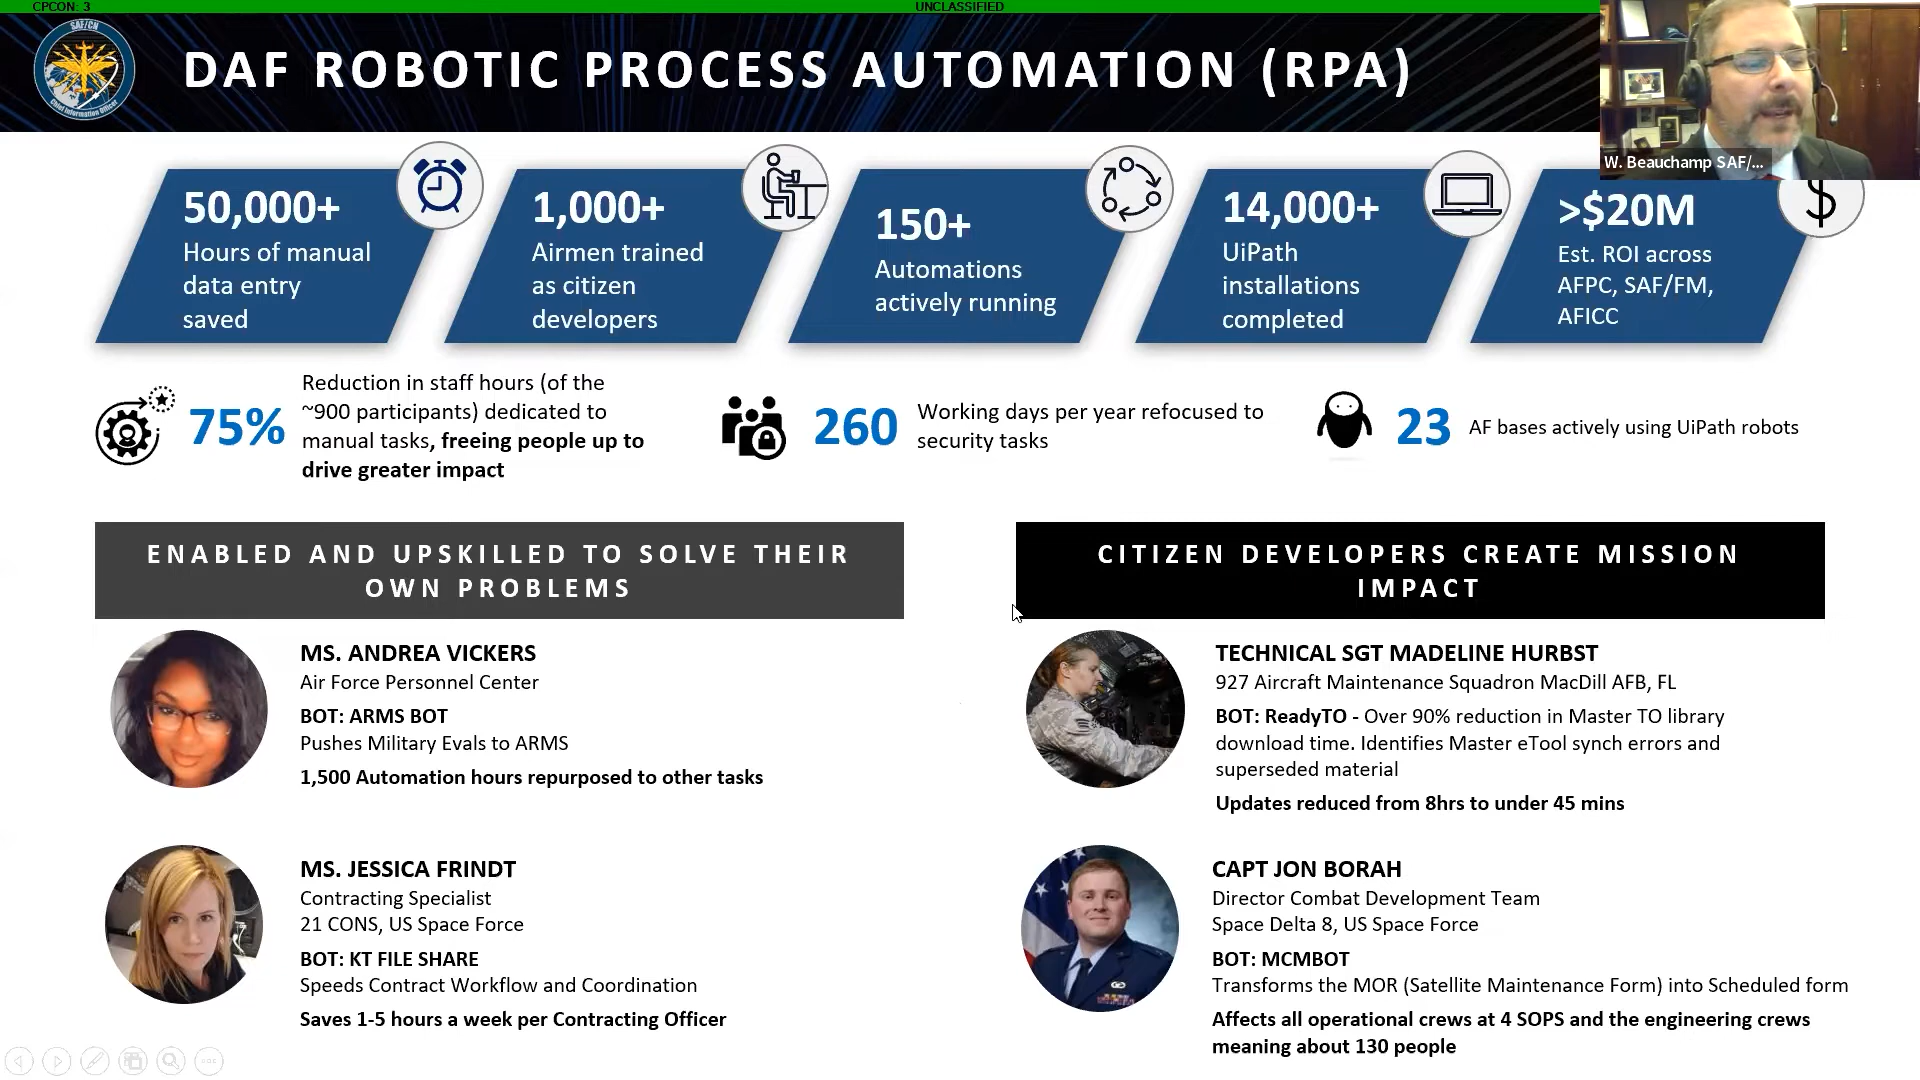 CPCON: 3
UNCLASSIFIED
SAF/CN
Chief Information Officer
DAF ROBOTIC PROCESS AUTOMATION (RPA)
W. Beauchamp SAF/...
50,000+
Hours of manual
data entry
saved
1,000+
Airmen trained
as citizen
developers
150+
Automations
actively running
14,000+
UiPath
installations
completed
>$20M
Est. ROI across
AFPC, SAF/FM,
AFICC
$
75%
Reduction in staff hours (of the
~900 participants) dedicated to
manual tasks, freeing people up to
drive greater impact
260
Working days per year refocused to
security tasks
23
AF bases actively using UiPath robots
ENABLED AND UPSKILLED TO SOLVE THEIR
OWN PROBLEMS
MS. ANDREA VICKERS
Air Force Personnel Center
BOT: ARMS BOT
Pushes Military Evals to ARMS
1,500 Automation hours repurposed to other tasks
MS. JESSICA FRINDT
Contracting Specialist
21 CONS, US Space Force
BOT: KT FILE SHARE
Speeds Contract Workflow and Coordination
Saves 1-5 hours a week per Contracting Officer
CITIZEN DEVELOPERS CREATE MISSION
IMPACT
TECHNICAL SGT MADELINE HURBST
927 Aircraft Maintenance Squadron MacDill AFB, FL
BOT: ReadyTO - Over 90% reduction in Master TO library
download time. Identifies Master eTool synch errors and
superseded material
Updates reduced from 8hrs to under 45 mins
CAPT JON BORAH
Director Combat Development Team
Space Delta 8, US Space Force
BOT: MCMBOT
Transforms the MOR (Satellite Maintenance Form) into Scheduled form
Affects all operational crews at 4 SOPS and the engineering crews
meaning about 130 people